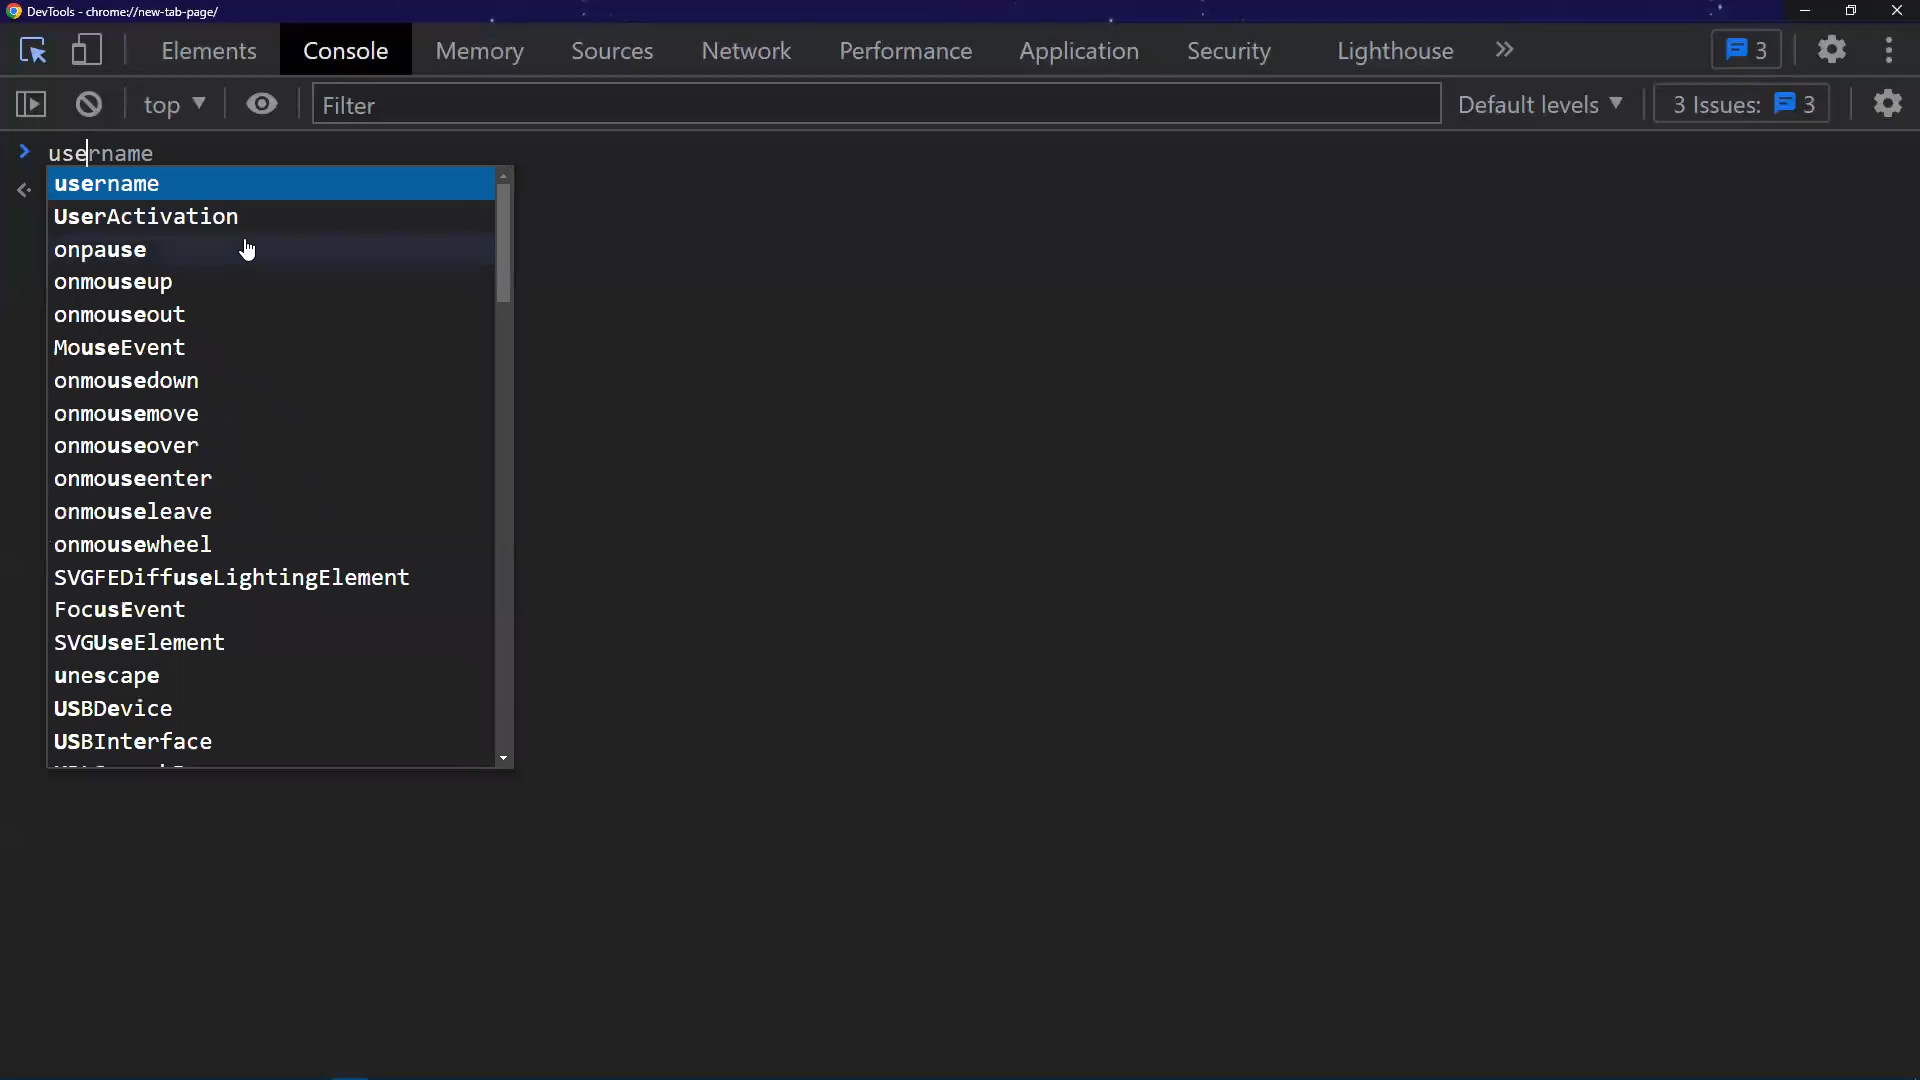 DevTools - chrome://new-tab-page/
Elements Console Memory Sources Network Performance Application Security Lighthouse » 3
top Filter Default levels 3 Issues: 3
> username
username
UserActivation
onpause
onmouseup
onmouseout
MouseEvent
onmousedown
onmousemove
onmouseover
onmouseenter
onmouseleave
onmousewheel
SVGFEDiffuseLightingElement
FocusEvent
SVGUseElement
unescape
USBDevice
USBInterface